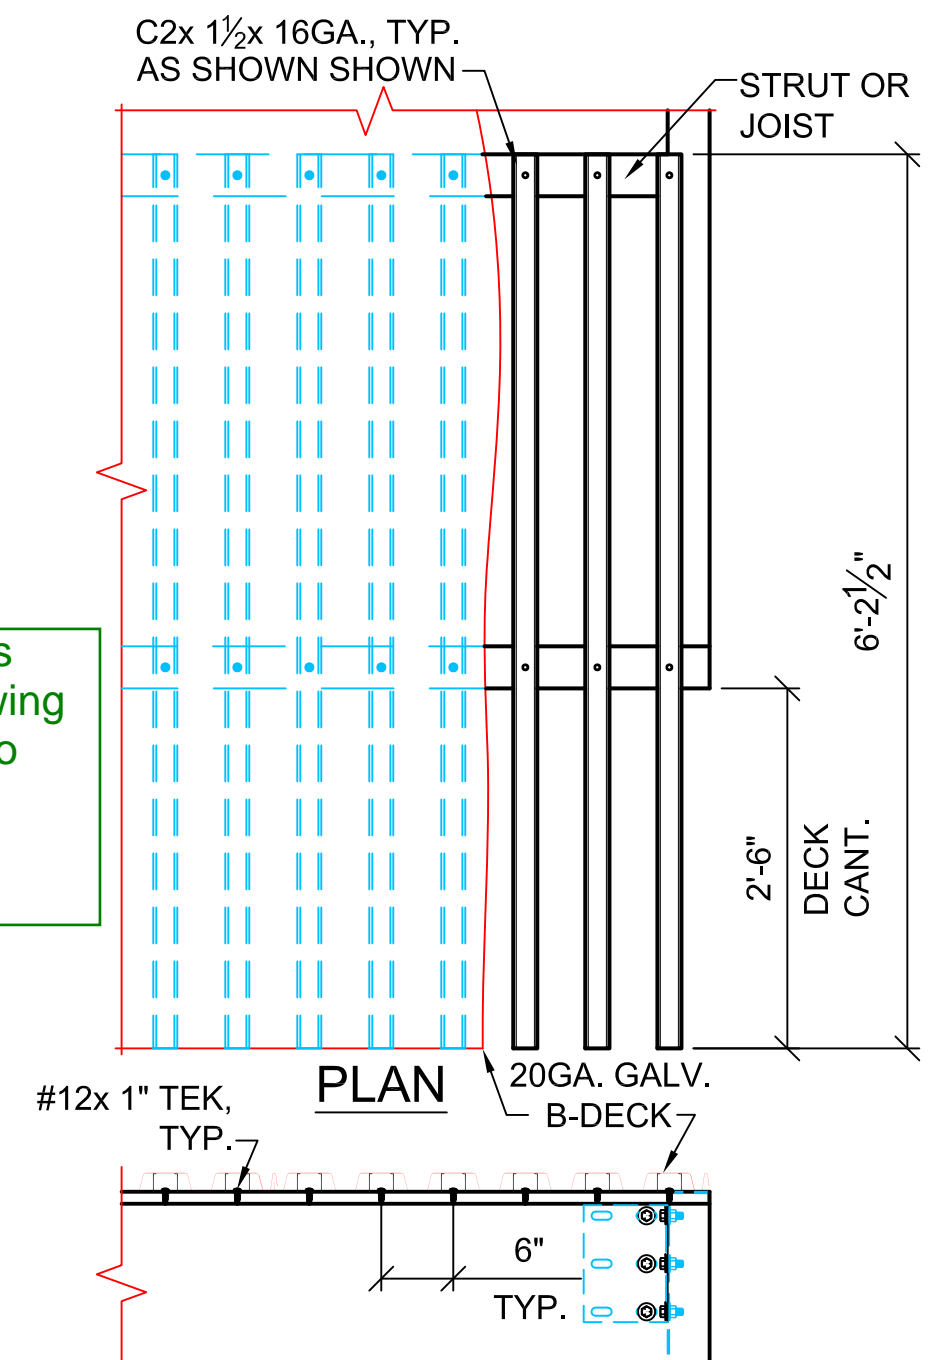 C2x 1½x 16GA., TYP.
AS SHOWN SHOWN
STRUT OR
JOIST
6'-2½"
2'-6"
DECK
CANT.
s
wing
o
PLAN
20GA. GALV.
B-DECK
#12x 1" TEK,
TYP.
6"
TYP.